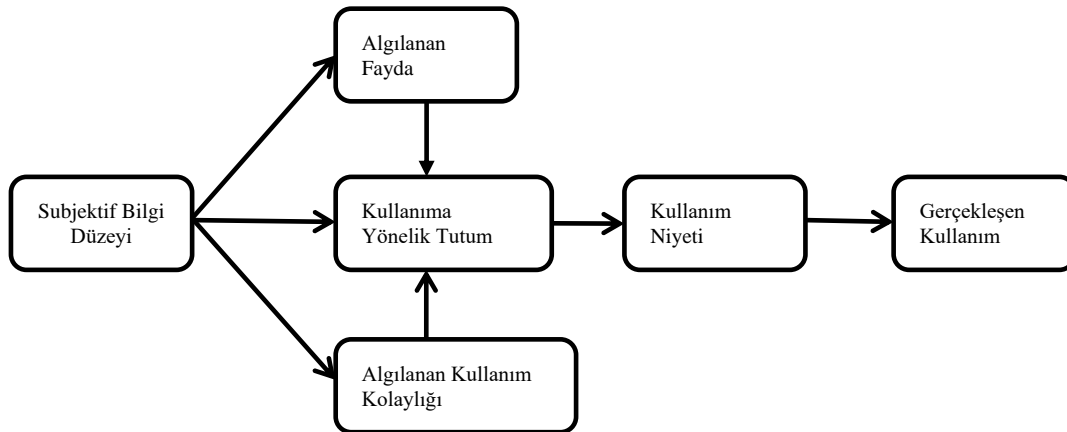 Algılanan
Fayda
Subjektif Bilgi
Düzeyi
Kullanıma
Yönelik Tutum
Kullanım
Niyeti
Gerçekleşen
Kullanım
Algılanan Kullanım
Kolaylığı